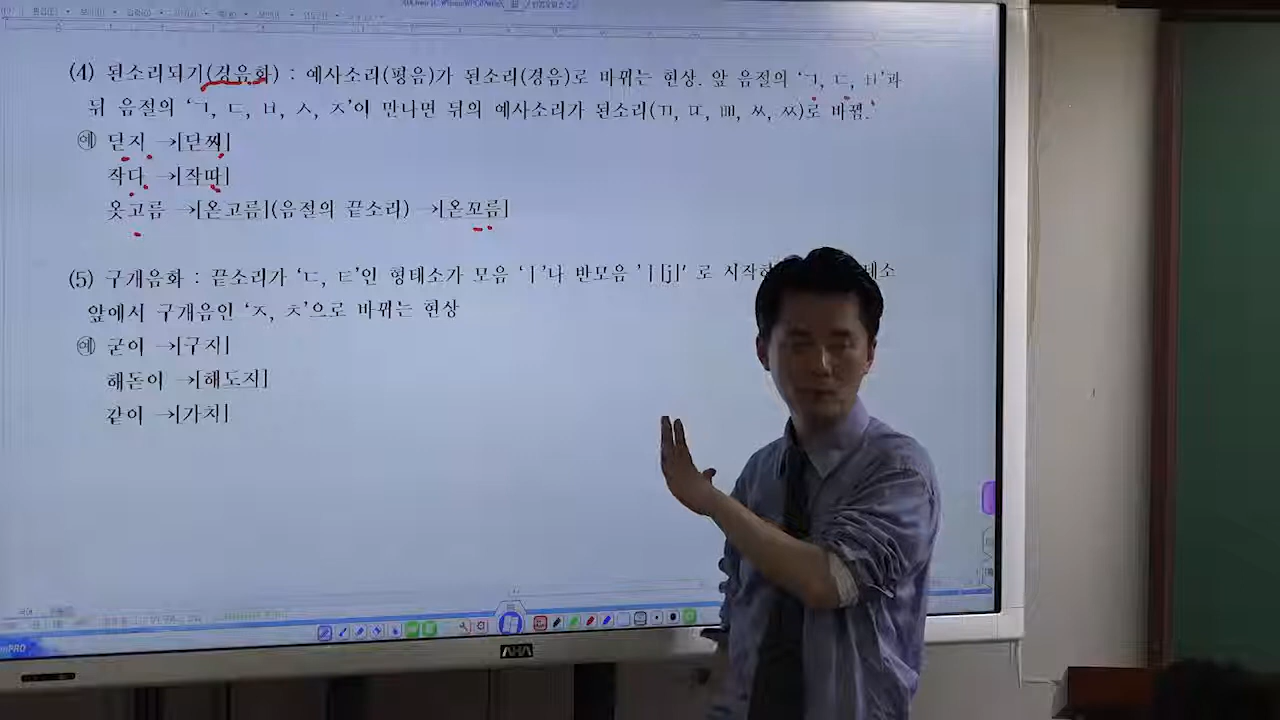 (4) 된소리되기(경음화) : 예사소리(평음)가 된소리(경음)로 바뀌는 현상. 앞 음절의 ‘ㄱ, ㄷ, ㅂ’과
뒤 음절의 ‘ㄱ, ㄷ, ㅂ, ㅅ, ㅈ’이 만나면 뒤의 예사소리가 된소리(ㄲ, ㄸ, ㅃ, ㅆ, ㅉ)로 바뀜.
예 닫지 →[닫찌]
작다 →[작따]
옷고름 →[옫고름](음절의 끝소리) →[옫꼬름]
(5) 구개음화 : 끝소리가 ‘ㄷ, ㅌ’인 형태소가 모음 ‘ㅣ’나 반모음 ‘ㅣ[j]’ 로
앞에서 구개음인 ‘ㅈ, ㅊ’으로 바뀌는 현상
예 굳이 →[구지]
해돋이 →[해도지]
같이 →[가치]
AHA